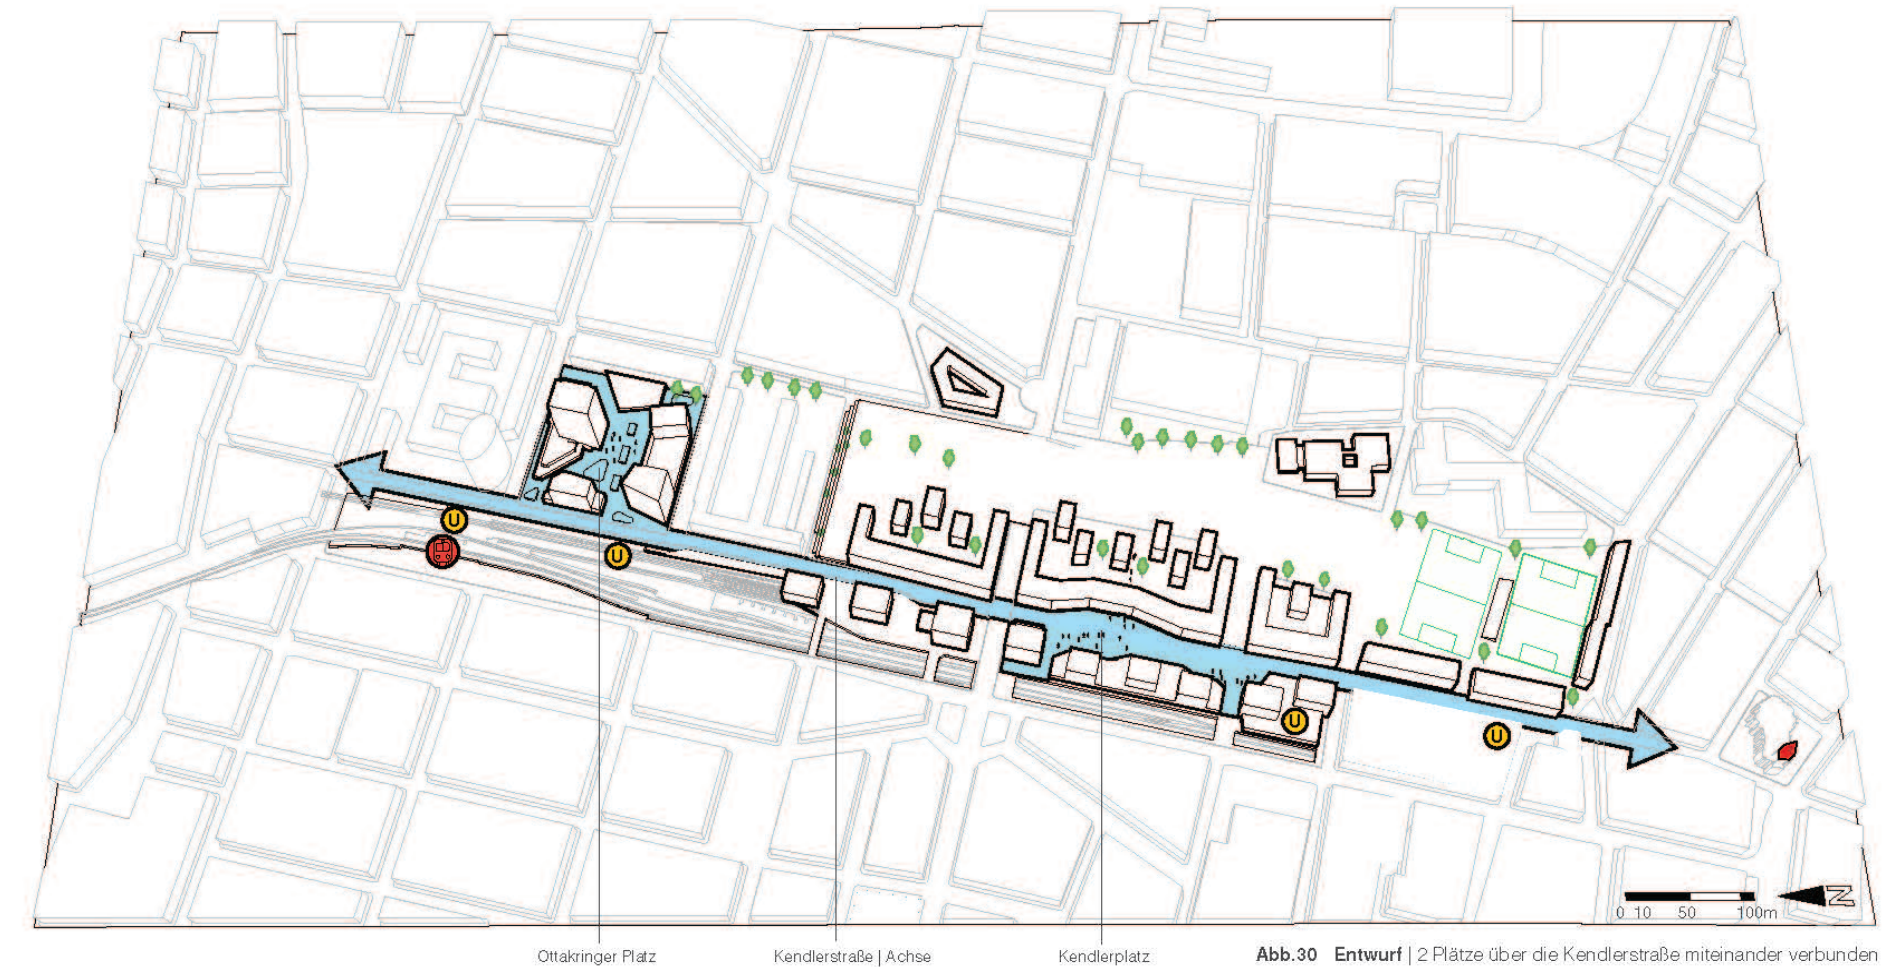 U
U
U
U
0 10 50 100m N
Ottakringer Platz Kendlerstraße | Achse Kendlerplatz Abb.30 Entwurf | 2 Plätze über die Kendlerstraße miteinander verbunden